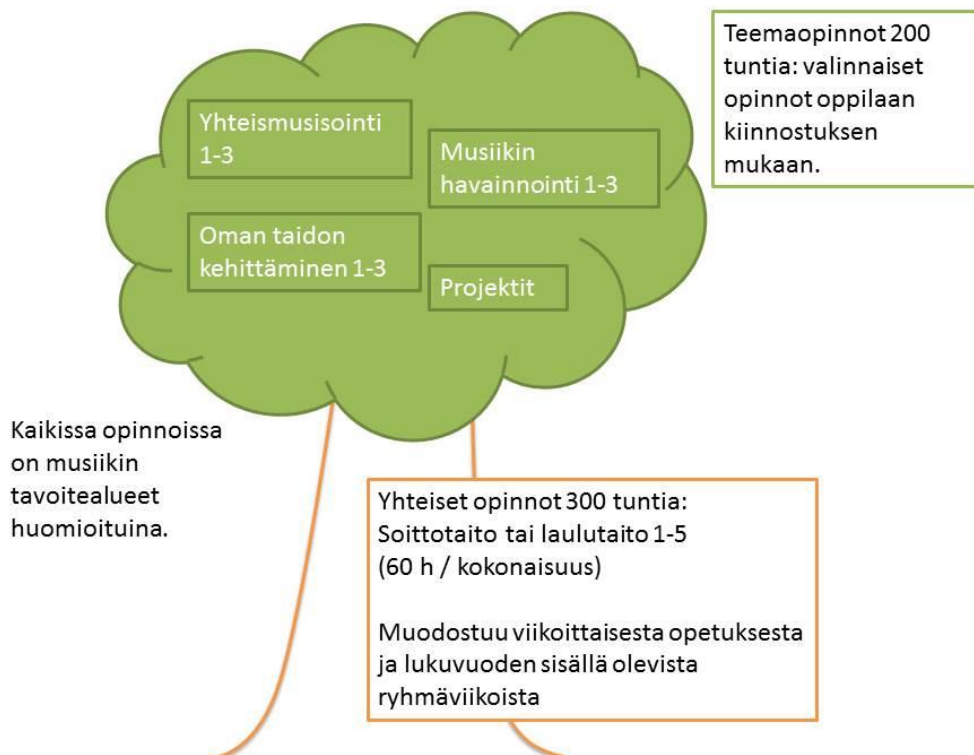 Teemaopinnot 200
tuntia: valinnaiset
opinnot oppilaan
kiinnostuksen
mukaan.
Yhteismusisointi
1-3
Musiikin
havainnointi 1-3
Oman taidon
kehittäminen 1-3
Projektit
Kaikissa opinnoissa
on musiikin
tavoitealueet
huomioituina.
Yhteiset opinnot 300 tuntia:
Soittotaito tai laulutaito 1-5
(60 h / kokonaisuus)
Muodostuu viikoittaisesta opetuksesta
ja lukuvuoden sisällä olevista
ryhmäviikoista